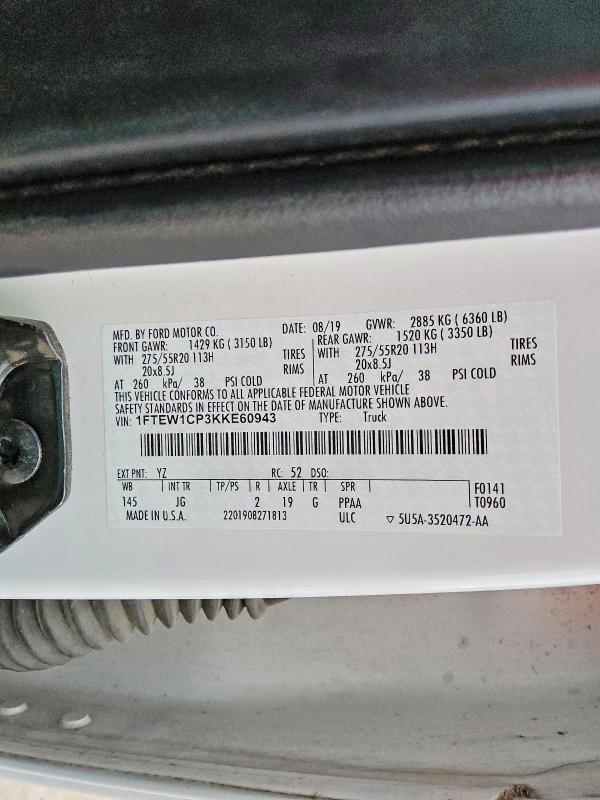 MFD. BY FORD MOTOR CO. DATE: 08/19 GVWR: 2885 KG ( 6360 LB)
FRONT GAWR: 1429 KG ( 3150 LB) REAR GAWR: 1520 KG ( 3350 LB)
WITH 275/55R20 113H TIRES WITH 275/55R20 113H TIRES
20x8.5J RIMS 20x8.5J RIMS
AT 260 kPa/ 38 PSI COLD AT 260 kPa/ 38 PSI COLD
THIS VEHICLE CONFORMS TO ALL APPLICABLE FEDERAL MOTOR VEHICLE
SAFETY STANDARDS IN EFFECT ON THE DATE OF MANUFACTURE SHOWN ABOVE.
VIN: 1FTEW1CP3KKE60943 TYPE: Truck
EXT PNT: YZ RC: 52 DSO:
WB INT TR TP/PS R AXLE TR SPR F0141
145 JG 2 19 G PPAA T0960
MADE IN U.S.A. 2201908271813 ULC ▽ 5U5A-3520472-AA